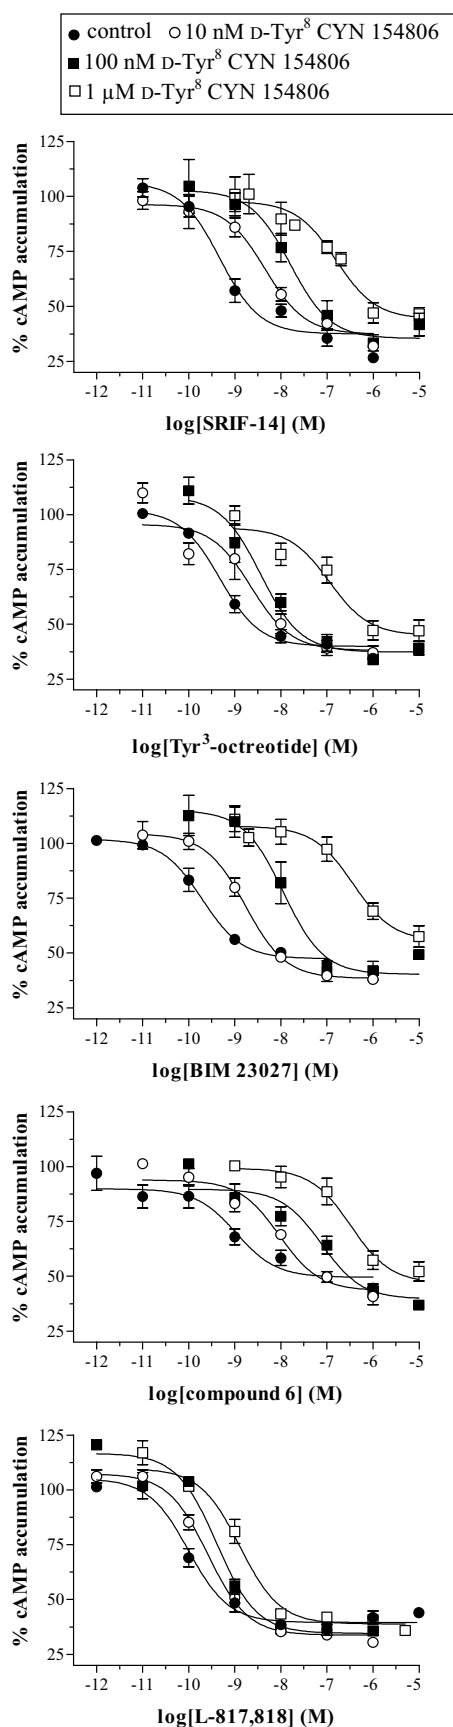 ● control ○ 10 nM D-Tyr⁸ CYN 154806
■ 100 nM D-Tyr⁸ CYN 154806
□ 1 μM D-Tyr⁸ CYN 154806
% cAMP accumulation
125
100
75
50
25
-12 -11 -10 -9 -8 -7 -6 -5
log[SRIF-14] (M)
% cAMP accumulation
125
100
75
50
25
-12 -11 -10 -9 -8 -7 -6 -5
log[Tyr³-octreotide] (M)
% cAMP accumulation
125
100
75
50
25
-12 -11 -10 -9 -8 -7 -6 -5
log[BIM 23027] (M)
% cAMP accumulation
125
100
75
50
25
-12 -11 -10 -9 -8 -7 -6 -5
log[compound 6] (M)
% cAMP accumulation
125
100
75
50
25
-12 -11 -10 -9 -8 -7 -6 -5
log[L-817,818] (M)